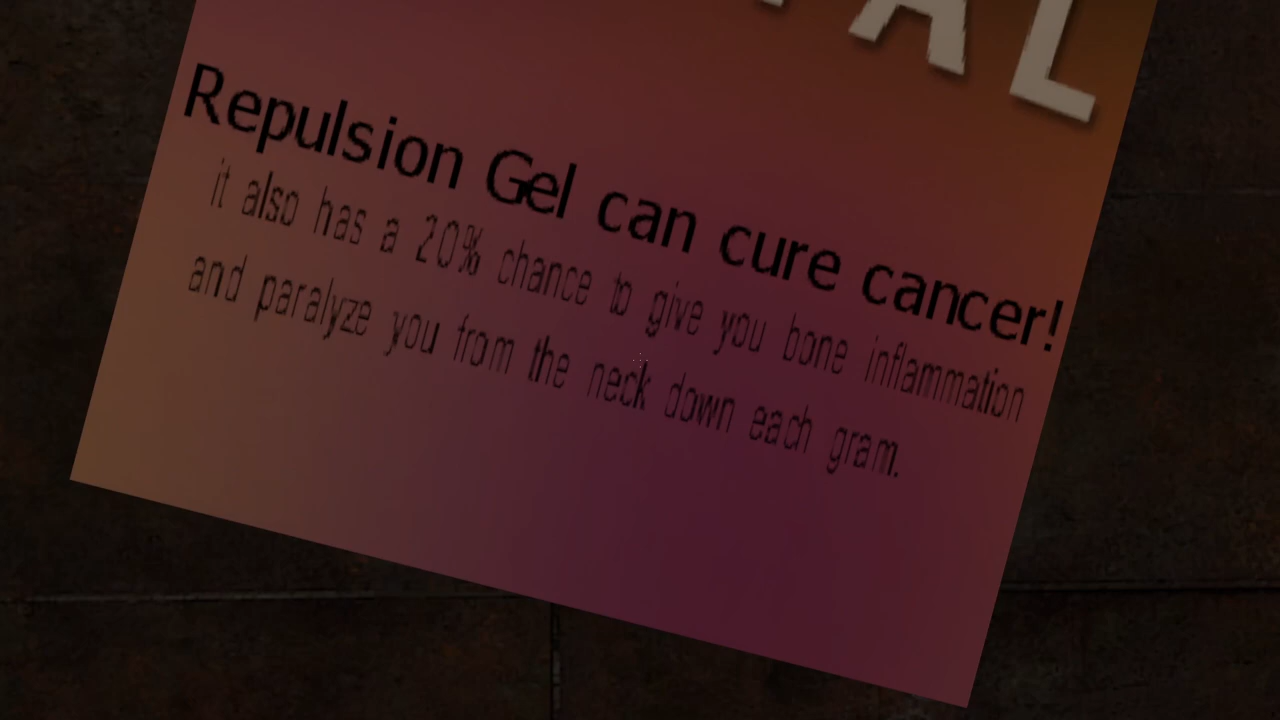 AL
Repulsion Gel can cure cancer!
it also has a 20% chance to give you bone inflammation
and paralyze you from the neck down each gram.